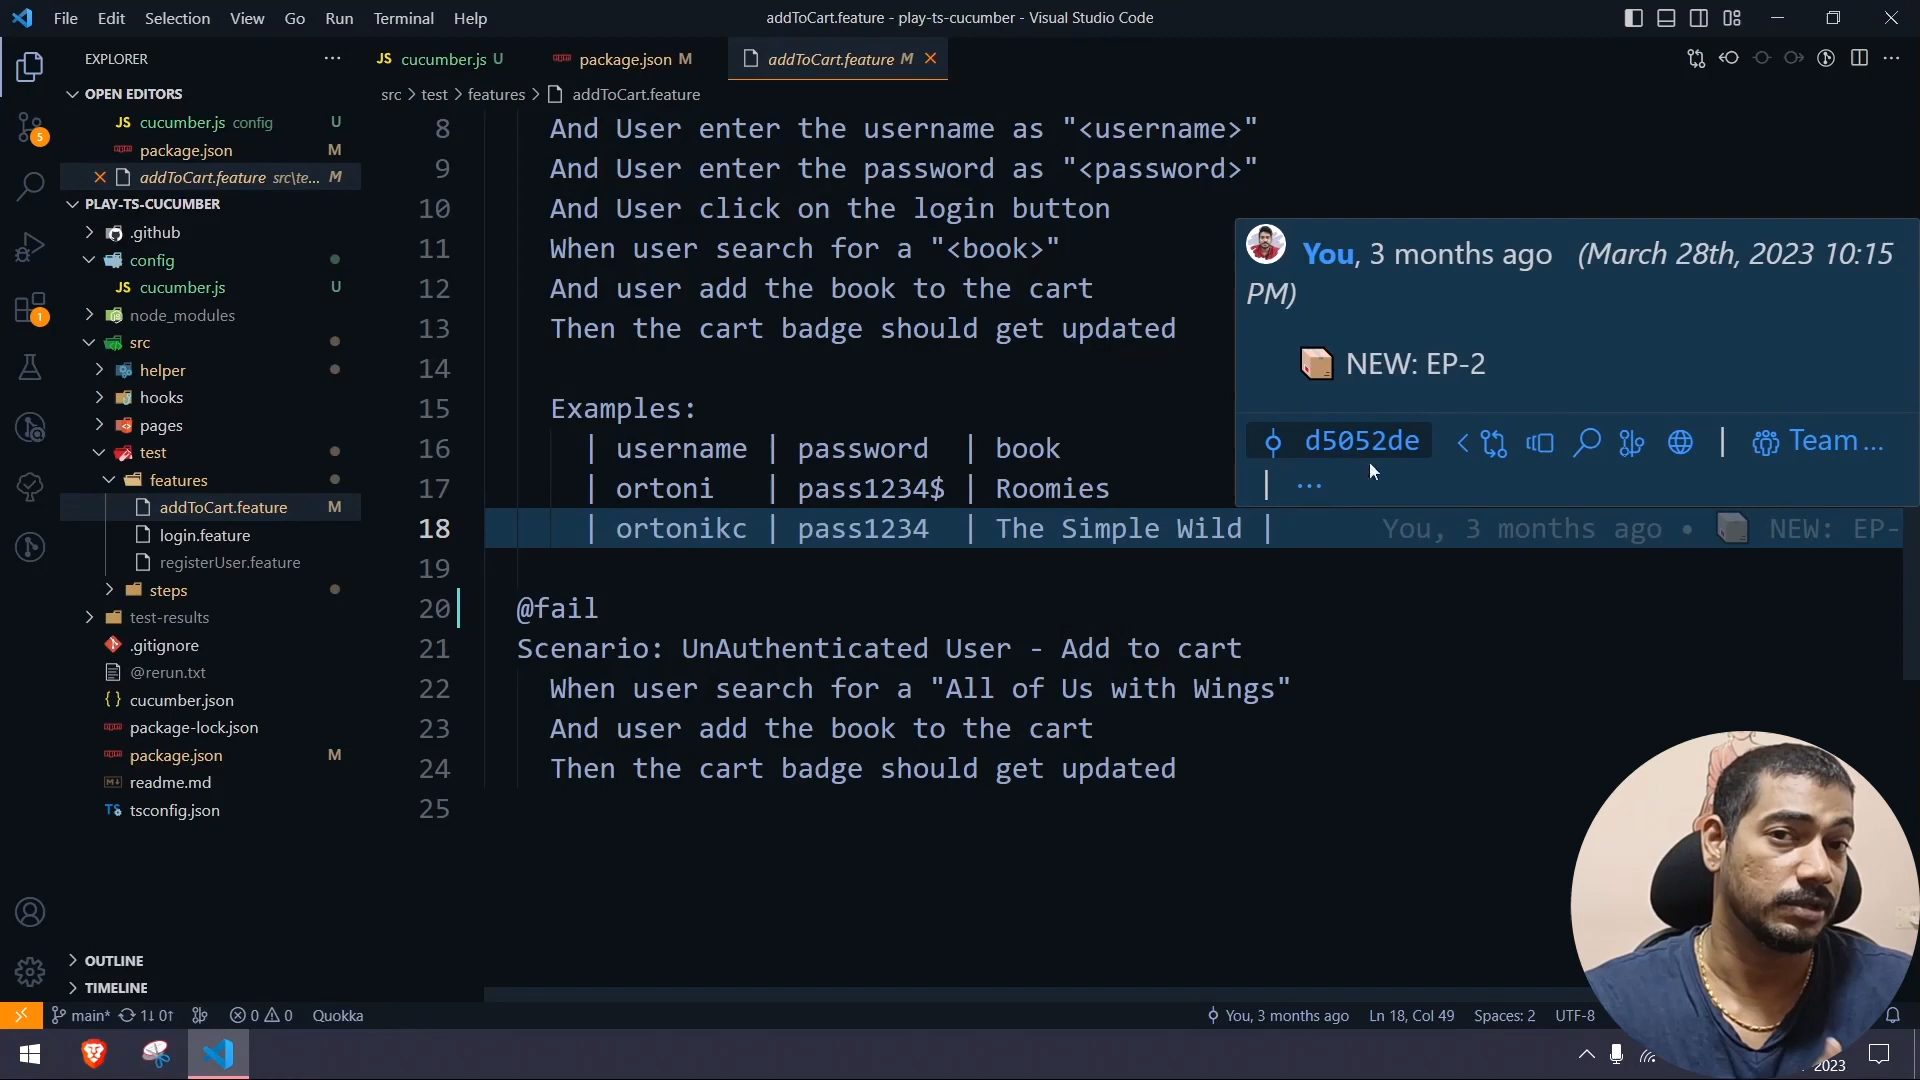 File Edit Selection View Go Run Terminal Help
addToCart.feature - play-ts-cucumber - Visual Studio Code
EXPLORER
OPEN EDITORS
JS cucumber.js config U
package.json M
addToCart.feature src\te... M
PLAY-TS-CUCUMBER
.github
config
JS cucumber.js U
node_modules
src
helper
hooks
pages
test
features
addToCart.feature M
login.feature
registerUser.feature
steps
test-results
.gitignore
@rerun.txt
{} cucumber.json
package-lock.json
package.json M
readme.md
TS tsconfig.json
OUTLINE
TIMELINE
5
1
JS cucumber.js U
package.json M
addToCart.feature M
src > test > features > addToCart.feature
8 And User enter the username as "<username>"
9 And User enter the password as "<password>"
10 And User click on the login button
11 When user search for a "<book>"
12 And user add the book to the cart
13 Then the cart badge should get updated
14
15 Examples:
16 | username | password | book
17 | ortoni | pass1234$ | Roomies
18 | ortonikc | pass1234 | The Simple Wild | You, 3 months ago • NEW: EP-
19
20 @fail
21 Scenario: UnAuthenticated User - Add to cart
22 When user search for a "All of Us with Wings"
23 And user add the book to the cart
24 Then the cart badge should get updated
25
You, 3 months ago (March 28th, 2023 10:15
PM)
NEW: EP-2
d5052de | Team...
| ...
main* 1↓ 0↑ 0 0 Quokka
You, 3 months ago Ln 18, Col 49 Spaces: 2 UTF-8
2023